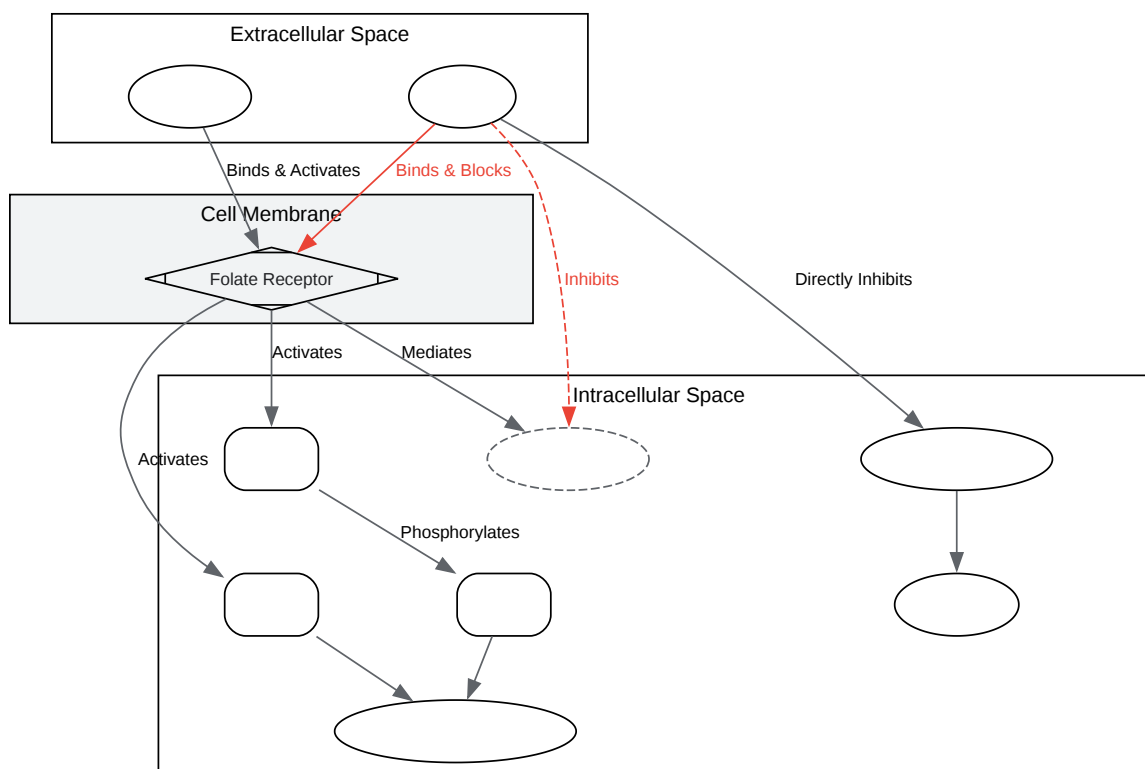 Extracellular Space
Binds & Activates
Binds & Blocks
Cell Membrane
Folate Receptor
Inhibits
Directly Inhibits
Activates
Mediates
Intracellular Space
Activates
Phosphorylates